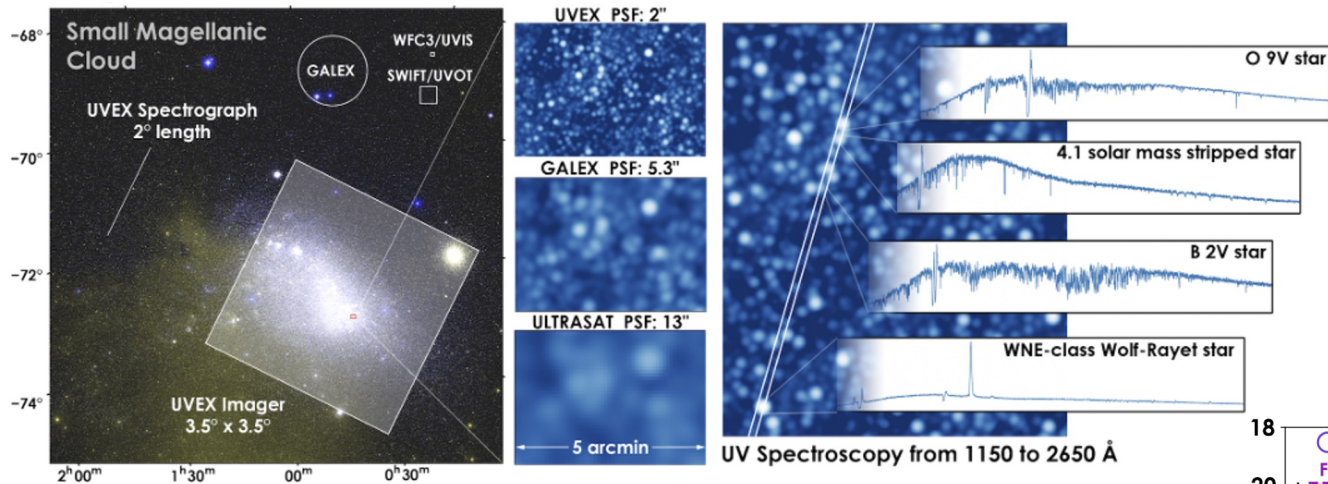 Small Magellanic
Cloud
UVEX Spectrograph
2° length
GALEX
WFC3/UVIS
SWIFT/UVOT
UVEX Imager
3.5° x 3.5°
−68°
−70°
−72°
−74°
2h00m
1h30m
00m
0h30m
UVEX PSF: 2"
GALEX PSF: 5.3"
ULTRASAT PSF: 13"
5 arcmin
O 9V star
4.1 solar mass stripped star
B 2V star
WNE-class Wolf-Rayet star
UV Spectroscopy from 1150 to 2650 Å
18